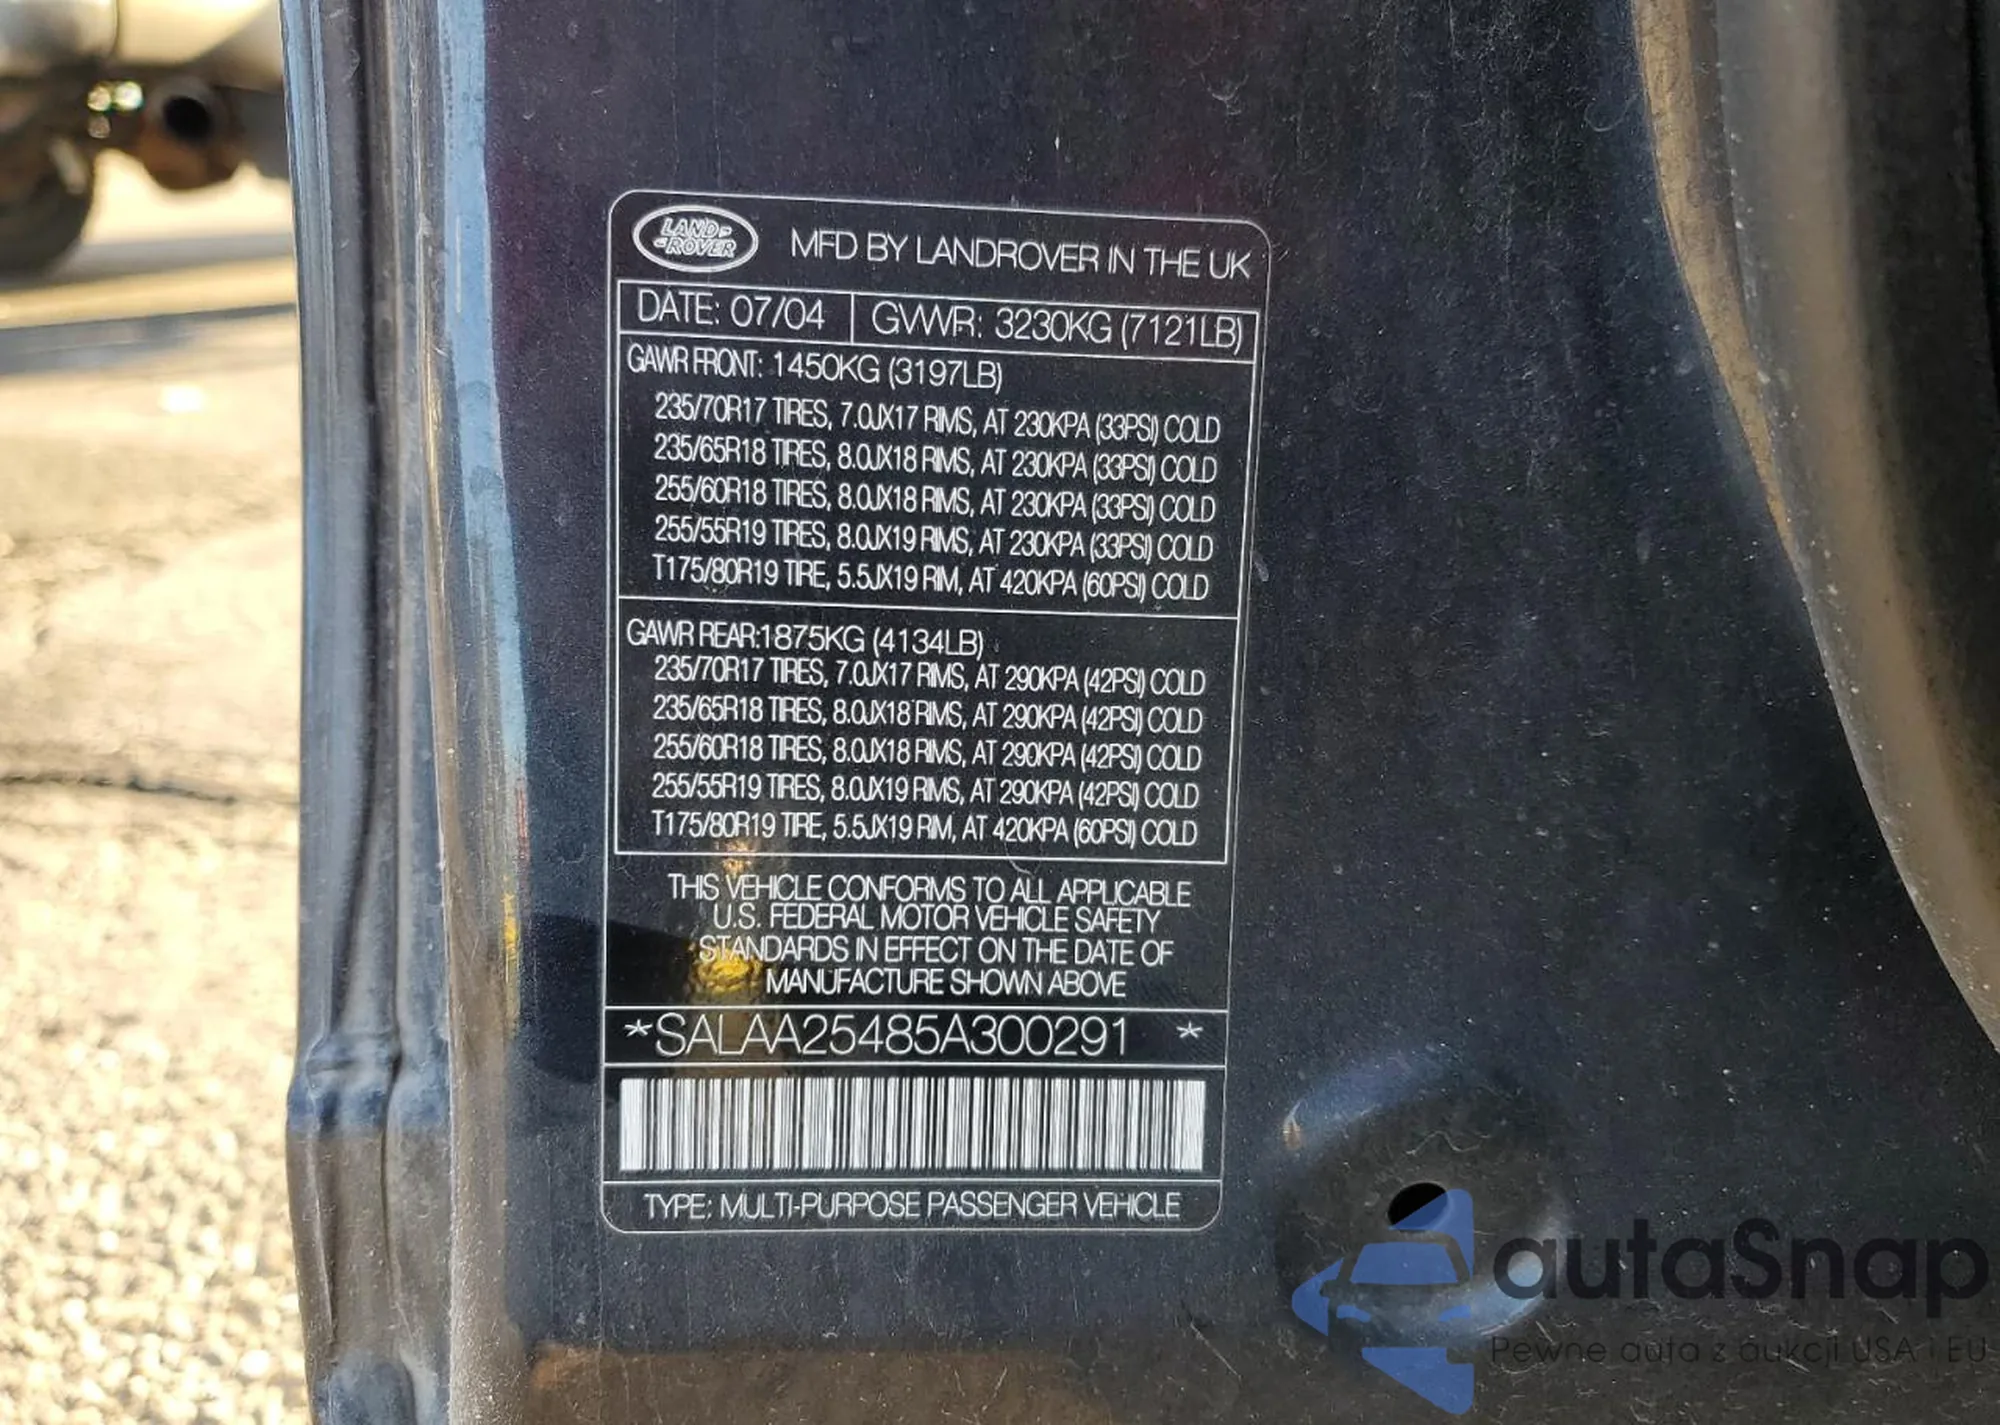 LAND-
-ROVER
MFD BY LANDROVER IN THE UK
DATE: 07/04 GVWR: 3230KG (7121LB)
GAWR FRONT: 1450KG (3197LB)
235/70R17 TIRES, 7.0JX17 RIMS, AT 230KPA (33PSI) COLD
235/65R18 TIRES, 8.0JX18 RIMS, AT 230KPA (33PSI) COLD
255/60R18 TIRES, 8.0JX18 RIMS, AT 230KPA (33PSI) COLD
255/55R19 TIRES, 8.0JX19 RIMS, AT 230KPA (33PSI) COLD
T175/80R19 TIRE, 5.5JX19 RIM, AT 420KPA (60PSI) COLD
GAWR REAR:1875KG (4134LB)
235/70R17 TIRES, 7.0JX17 RIMS, AT 290KPA (42PSI) COLD
235/65R18 TIRES, 8.0JX18 RIMS, AT 290KPA (42PSI) COLD
255/60R18 TIRES, 8.0JX18 RIMS, AT 290KPA (42PSI) COLD
255/55R19 TIRES, 8.0JX19 RIMS, AT 290KPA (42PSI) COLD
T175/80R19 TIRE, 5.5JX19 RIM, AT 420KPA (60PSI) COLD
THIS VEHICLE CONFORMS TO ALL APPLICABLE
U.S. FEDERAL MOTOR VEHICLE SAFETY
STANDARDS IN EFFECT ON THE DATE OF
MANUFACTURE SHOWN ABOVE
*SALAA25485A300291 *
TYPE: MULTI-PURPOSE PASSENGER VEHICLE
autaSnap
Pewne auta z aukcji USA i EU